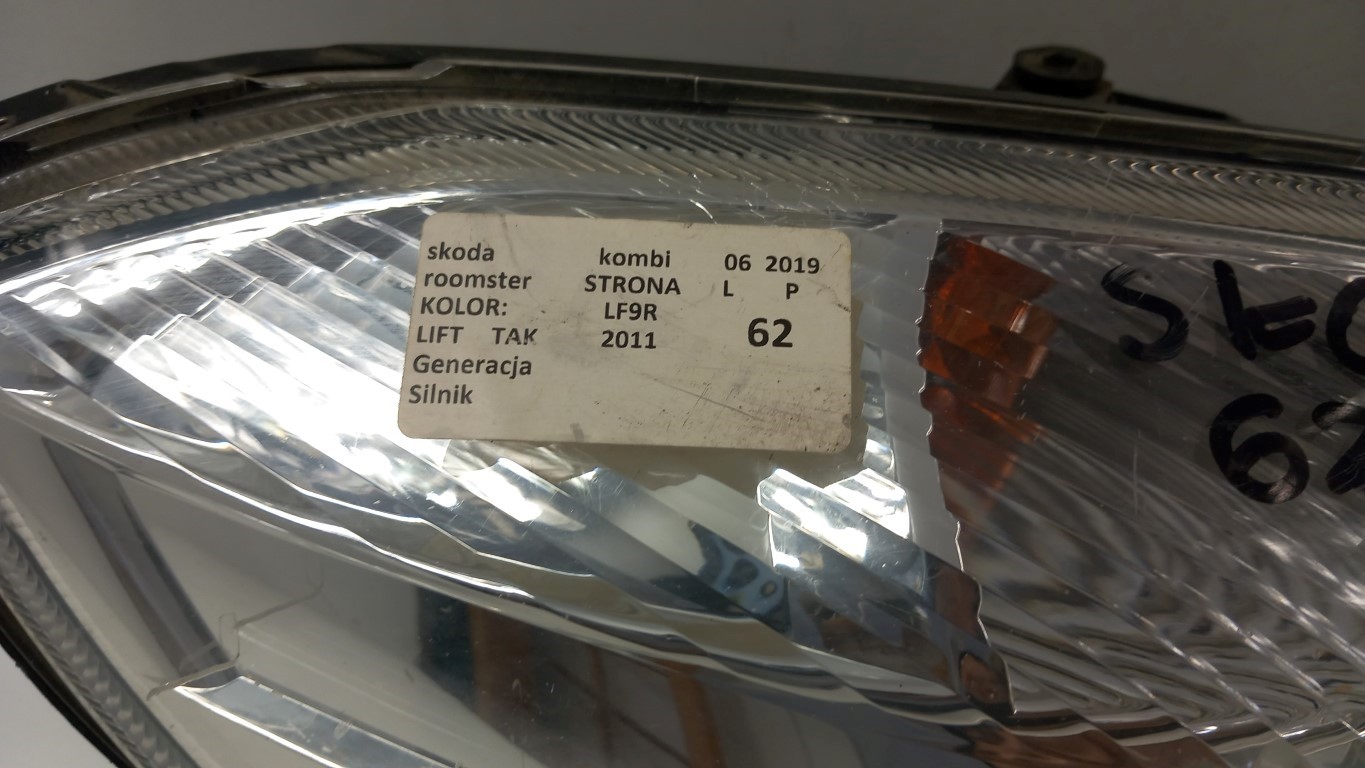 skoda kombi 06 2019
roomster STRONA L P
KOLOR: LF9R
LIFT TAK 2011 62
Generacja
Silnik